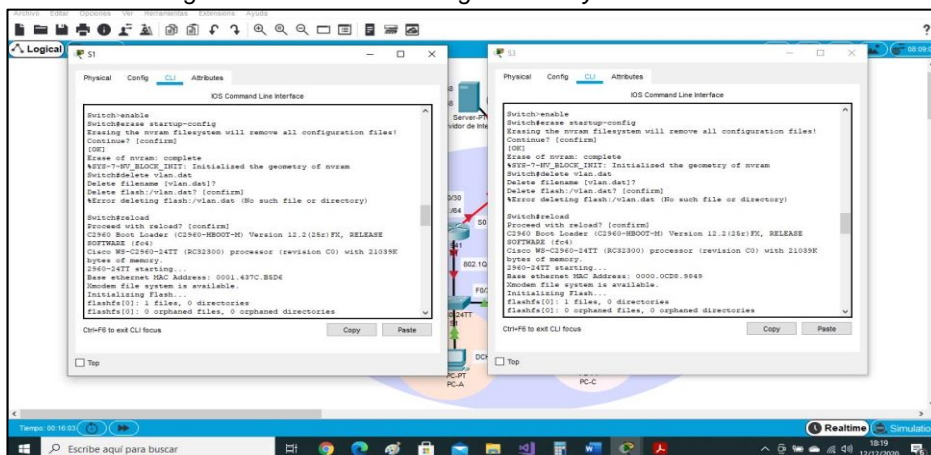 Archivo Editar Opciones Ver Herramientas Extensions Ayuda
Logical
S1
Physical Config CLI Attributes
IOS Command Line Interface
Switch>enable
Switch#erase startup-config
Erasing the nvram filesystem will remove all configuration files!
Continue? [confirm]
[OK]
Erase of nvram: complete
%SYS-7-NV_BLOCK_INIT: Initialized the geometry of nvram
Switch#delete vlan.dat
Delete filename [vlan.dat]?
Delete flash:/vlan.dat? [confirm]
%Error deleting flash:/vlan.dat (No such file or directory)
Switch#reload
Proceed with reload? [confirm]
C2960 Boot Loader (C2960-HBOOT-M) Version 12.2(25r)FX, RELEASE
SOFTWARE (fc4)
Cisco WS-C2960-24TT (RC32300) processor (revision C0) with 21039K
bytes of memory.
2960-24TT starting...
Base ethernet MAC Address: 0001.437C.B5D6
Xmodem file system is available.
Initializing Flash...
flashfs[0]: 1 files, 0 directories
flashfs[0]: 0 orphaned files, 0 orphaned directories
Ctrl+F6 to exit CLI focus
Copy Paste
Top
S3
Physical Config CLI Attributes
IOS Command Line Interface
Switch>enable
Switch#erase startup-config
Erasing the nvram filesystem will remove all configuration files!
Continue? [confirm]
[OK]
Erase of nvram: complete
%SYS-7-NV_BLOCK_INIT: Initialized the geometry of nvram
Switch#delete vlan.dat
Delete filename [vlan.dat]?
Delete flash:/vlan.dat? [confirm]
%Error deleting flash:/vlan.dat (No such file or directory)
Switch#reload
Proceed with reload? [confirm]
C2960 Boot Loader (C2960-HBOOT-M) Version 12.2(25r)FX, RELEASE
SOFTWARE (fc4)
Cisco WS-C2960-24TT (RC32300) processor (revision C0) with 21039K
bytes of memory.
2960-24TT starting...
Base ethernet MAC Address: 0000.0CD8.9849
Xmodem file system is available.
Initializing Flash...
flashfs[0]: 1 files, 0 directories
flashfs[0]: 0 orphaned files, 0 orphaned directories
Ctrl+F6 to exit CLI focus
Copy Paste
Top
Server-PT
0/30
:/64
S0
802.1Q
F0/
24TT
S1
DCH
PC-PT
PC-A
PC-C
Tiempo: 00:16:03
Realtime
Simulatio
Escribe aquí para buscar
18:19
12/12/2020